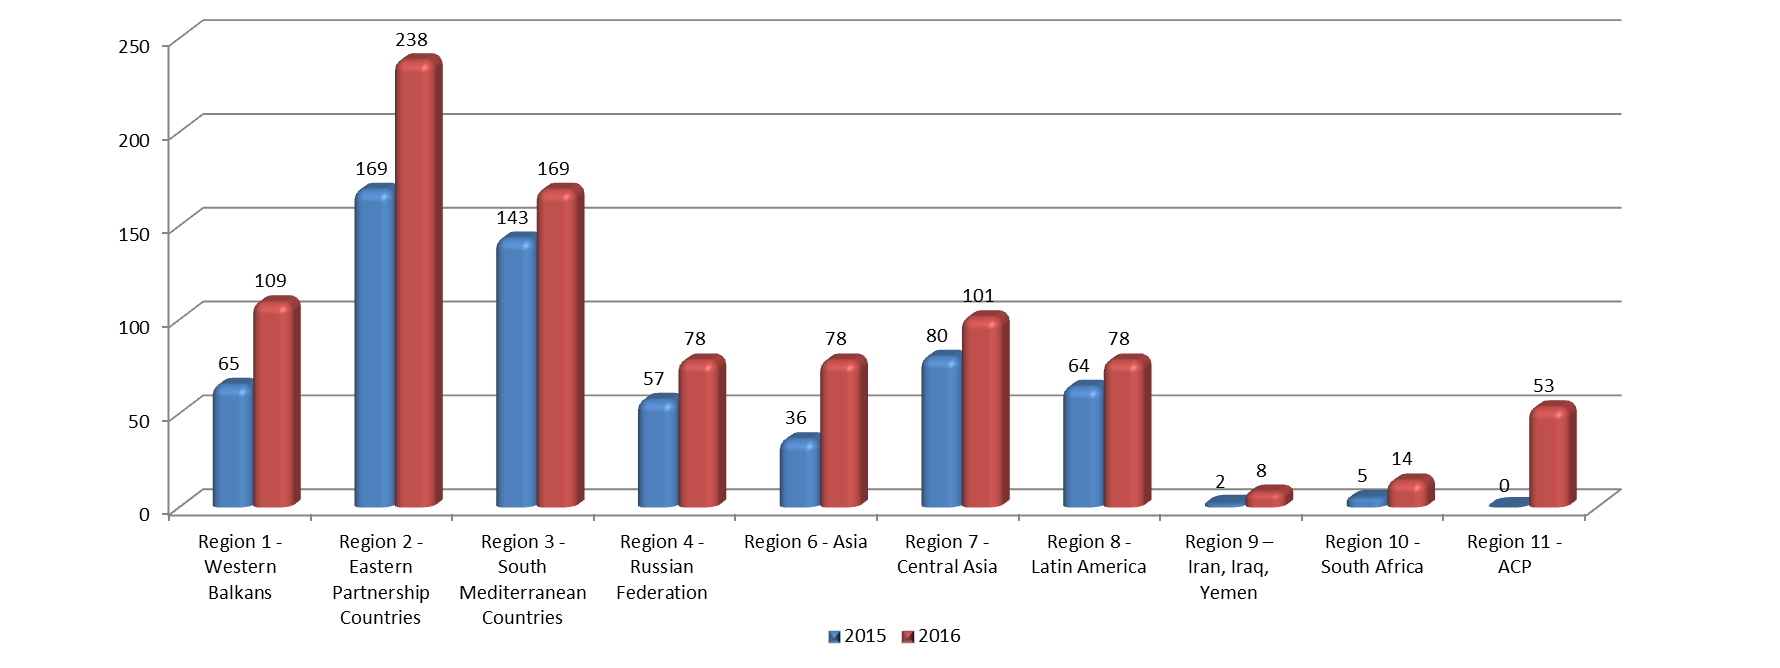 250
200
150
100
50
0
65
109
169
238
143
169
57
78
36
78
80
101
64
78
2
8
5
14
0
53
Region 1 -
Western
Balkans
Region 2 -
Eastern
Partnership
Countries
Region 3 -
South
Mediterranean
Countries
Region 4 -
Russian
Federation
Region 6 - Asia
Region 7 -
Central Asia
Region 8 -
Latin America
Region 9 –
Iran, Iraq,
Yemen
Region 10 -
South Africa
Region 11 -
ACP
2015 2016